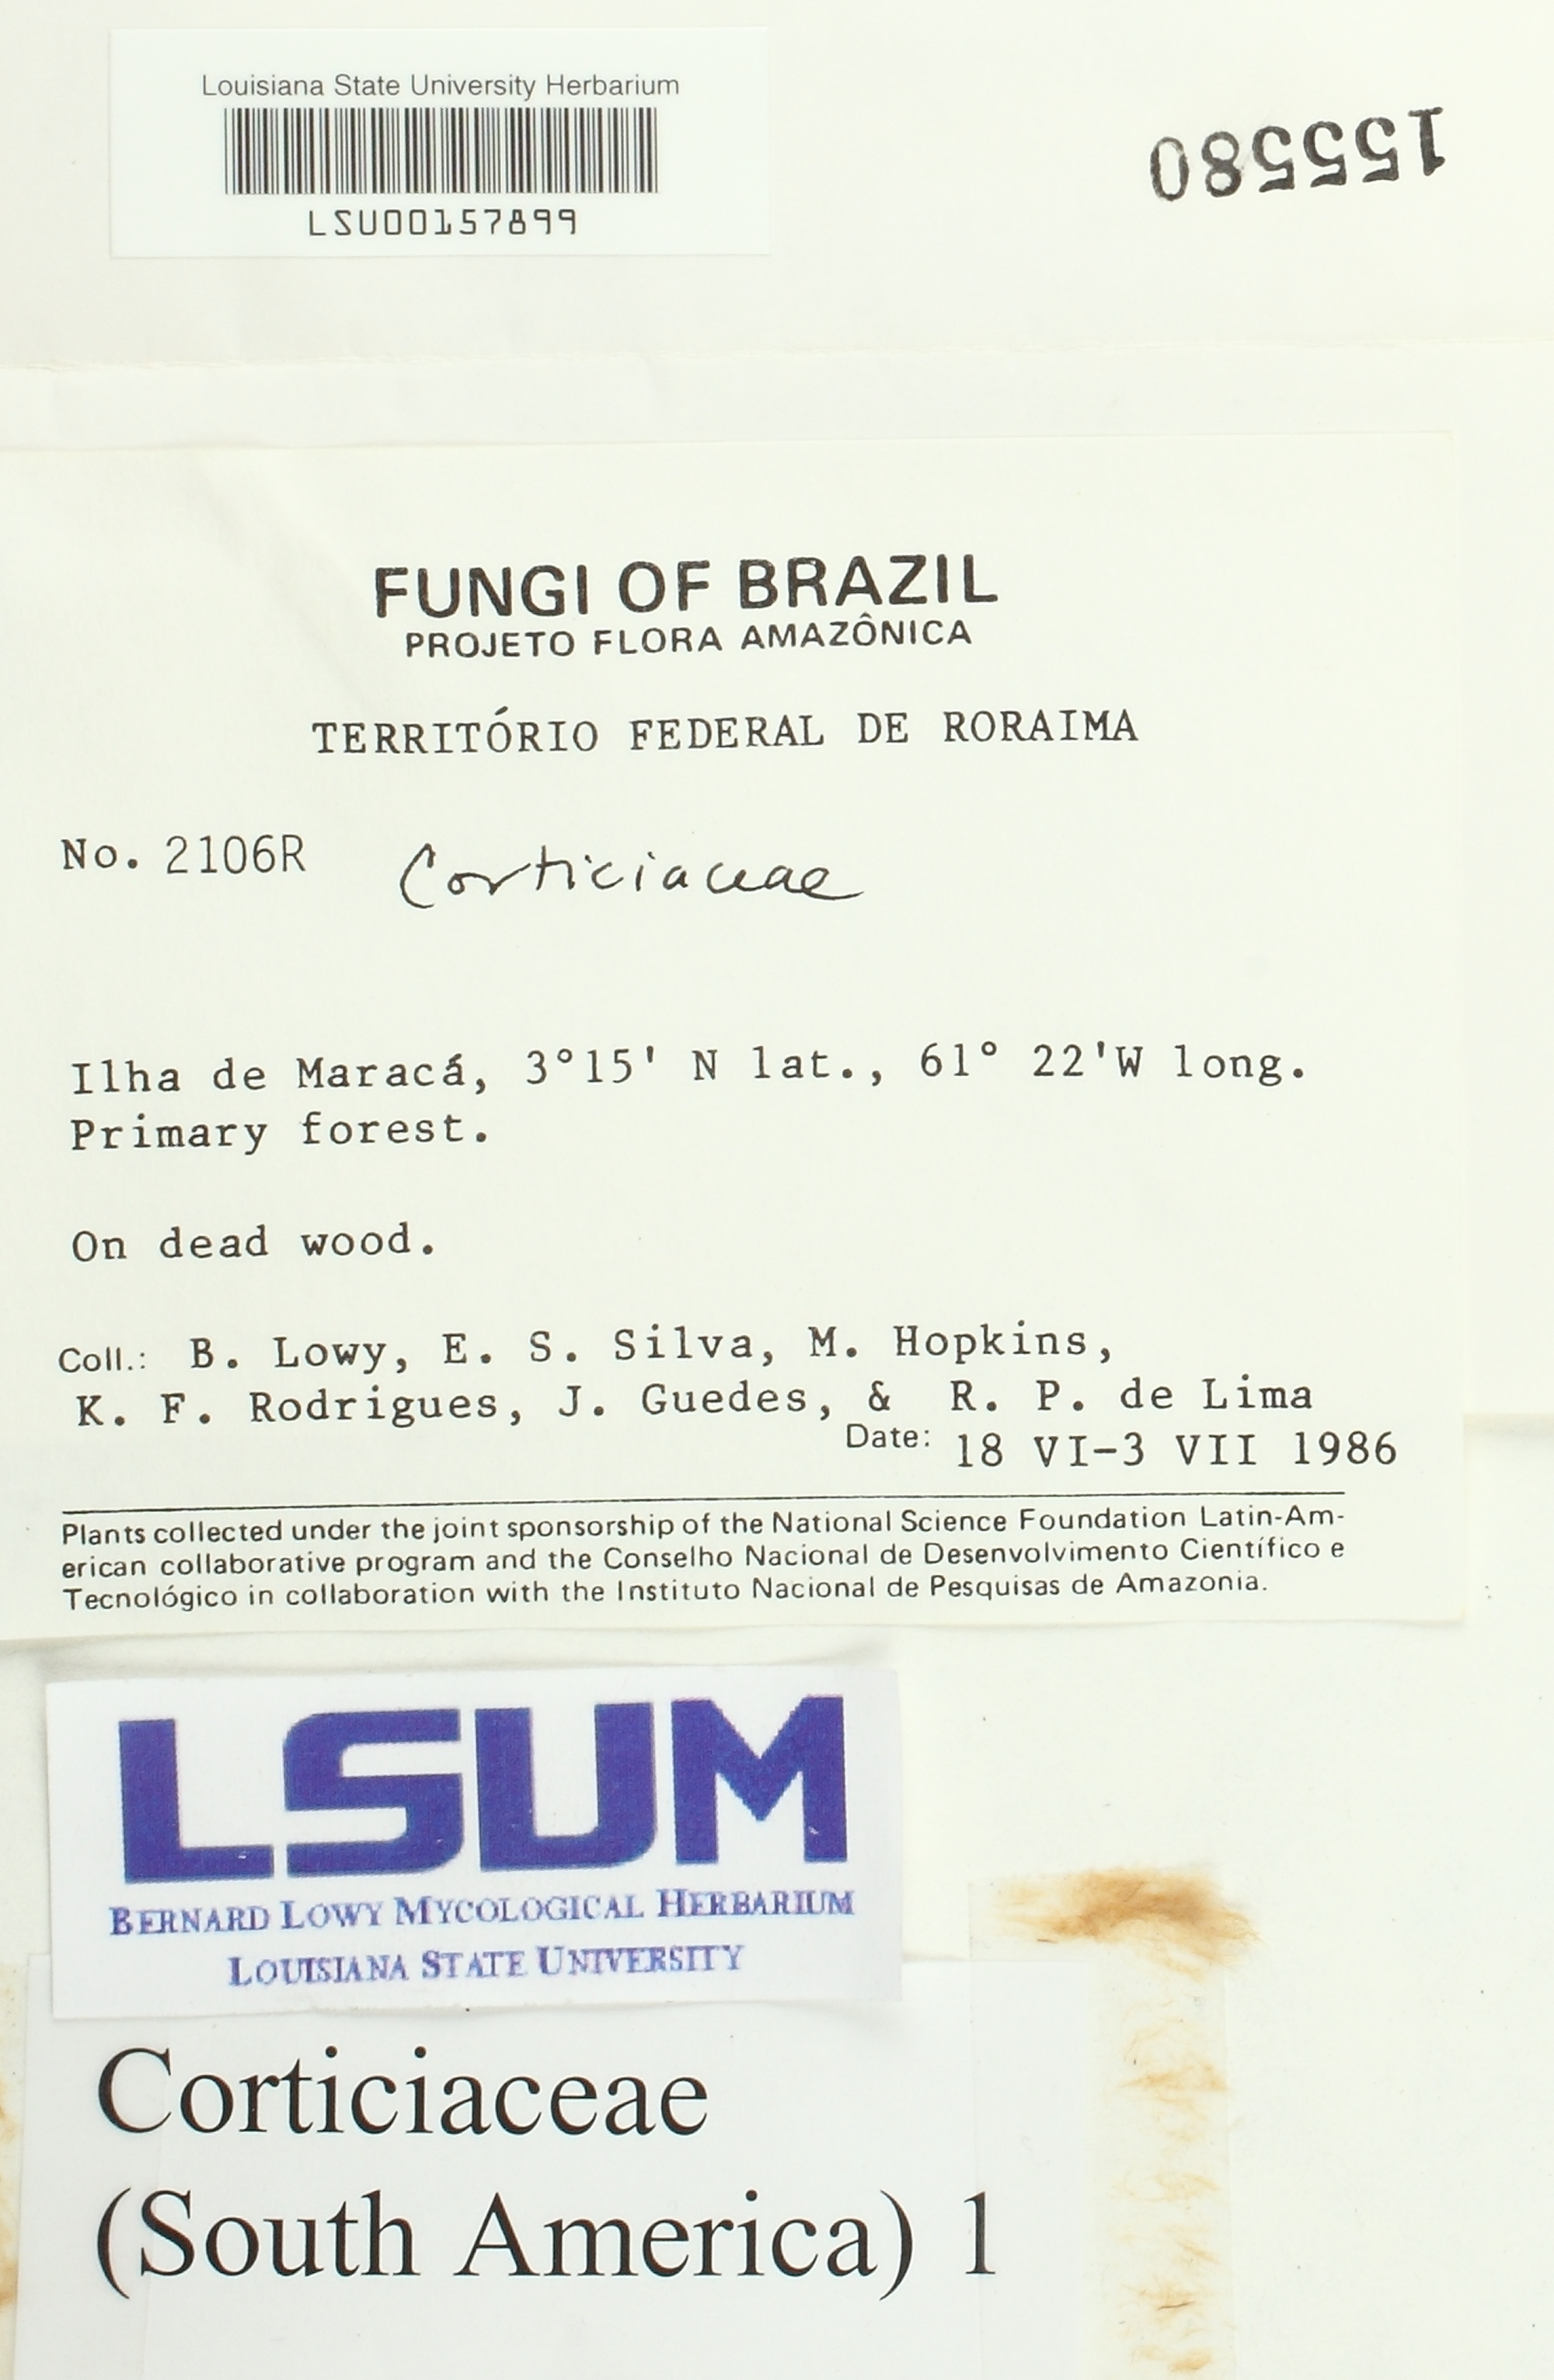 Louisiana State University Herbarium
LSU00157899
155580
FUNGI OF BRAZIL
PROJETO FLORA AMAZÔNICA
TERRITÓRIO FEDERAL DE RORAIMA
No. 2106R Corticiaceae
Ilha de Maracá, 3°15' N lat., 61° 22'W long.
Primary forest.
On dead wood.
Coll.: B. Lowy, E. S. Silva, M. Hopkins,
K. F. Rodrigues, J. Guedes, & R. P. de Lima
Date: 18 VI-3 VII 1986
Plants collected under the joint sponsorship of the National Science Foundation Latin-Am-
erican collaborative program and the Conselho Nacional de Desenvolvimento Científico e
Tecnológico in collaboration with the Instituto Nacional de Pesquisas de Amazonia.
LSUM
BERNARD LOWY MYCOLOGICAL HERBARIUM
LOUISIANA STATE UNIVERSITY
Corticiaceae
(South America) 1